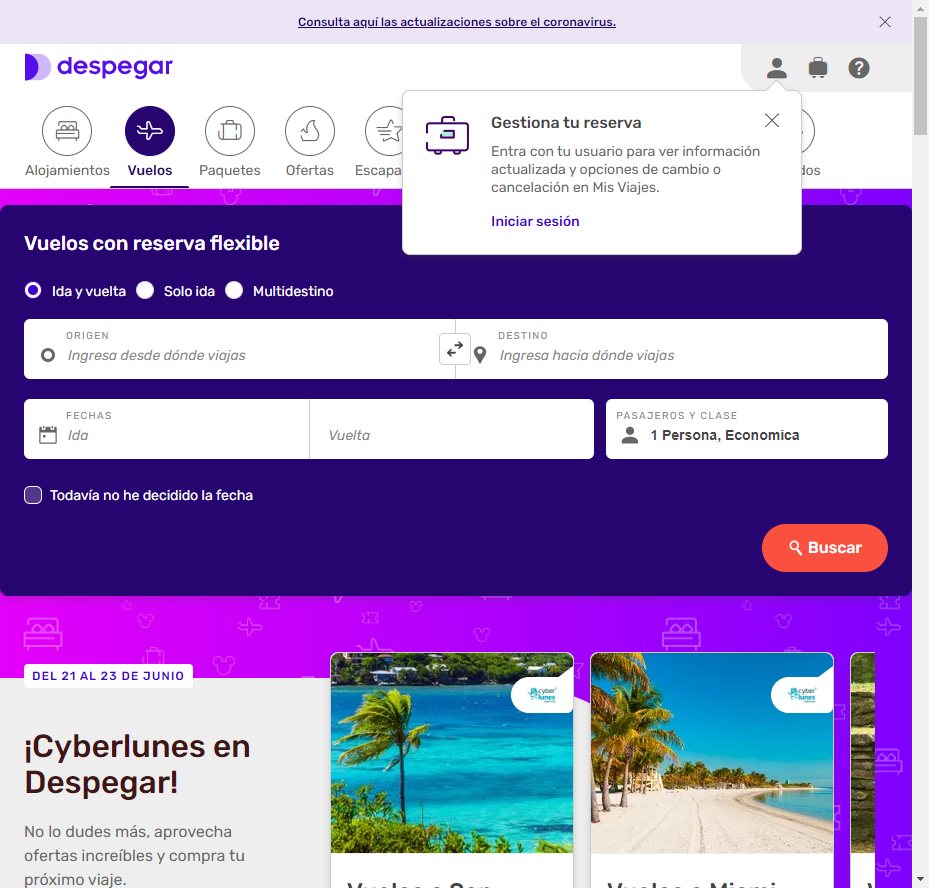 Consulta aquí las actualizaciones sobre el coronavirus.
despegar
Alojamientos
Vuelos
Paquetes
Ofertas
Escapa
dos
Gestiona tu reserva
Entra con tu usuario para ver información
actualizada y opciones de cambio o
cancelación en Mis Viajes.
Iniciar sesión
Vuelos con reserva flexible
Ida y vuelta
Solo ida
Multidestino
ORIGEN
Ingresa desde dónde viajas
DESTINO
Ingresa hacia dónde viajas
FECHAS
Ida
Vuelta
PASAJEROS Y CLASE
1 Persona, Economica
Todavía no he decidido la fecha
Buscar
DEL 21 AL 23 DE JUNIO
¡Cyberlunes en
Despegar!
No lo dudes más, aprovecha
ofertas increíbles y compra tu
próximo viaje.
cyber
lunes
cyber
lunes
Vuelos a San
Vuelos a Miami